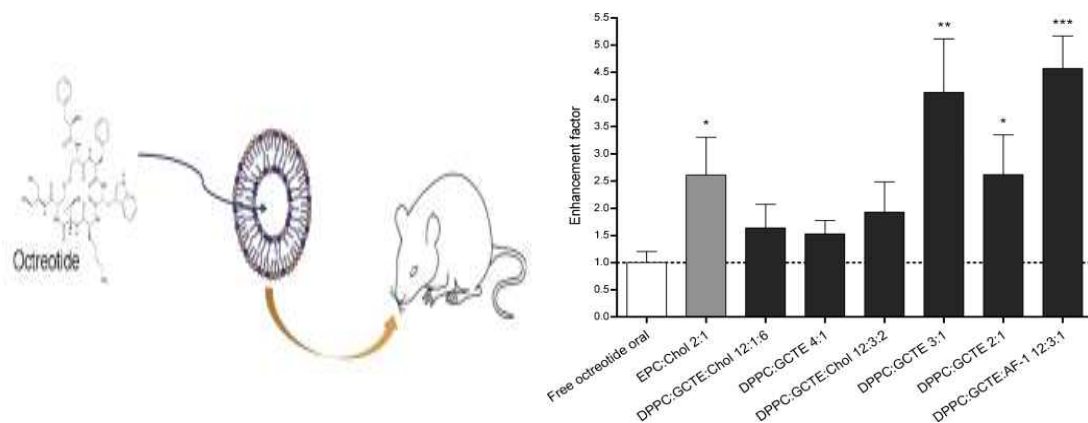 Octreotide
Enhancement factor
5.5
5.0
4.5
4.0
3.5
3.0
2.5
2.0
1.5
1.0
0.5
0.0
*
**
*
***
Free octreotide oral
EPC:Chol 2:1
DPPC:GCTE:Chol 12:1:6
DPPC:GCTE 4:1
DPPC:GCTE:Chol 12:3:2
DPPC:GCTE 3:1
DPPC:GCTE 2:1
DPPC:GCTE:AF-1 12:3:1